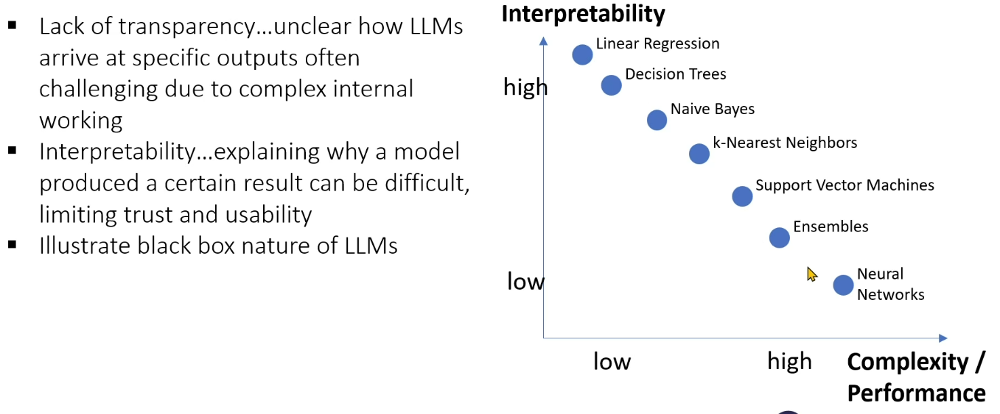 ▪ Lack of transparency...unclear how LLMs
arrive at specific outputs often
challenging due to complex internal
working
▪ Interpretability...explaining why a model
produced a certain result can be difficult,
limiting trust and usability
▪ Illustrate black box nature of LLMs
Interpretability
high
low
Linear Regression
Decision Trees
Naive Bayes
k-Nearest Neighbors
Support Vector Machines
Ensembles
Neural
Networks
low
high
Complexity /
Performance